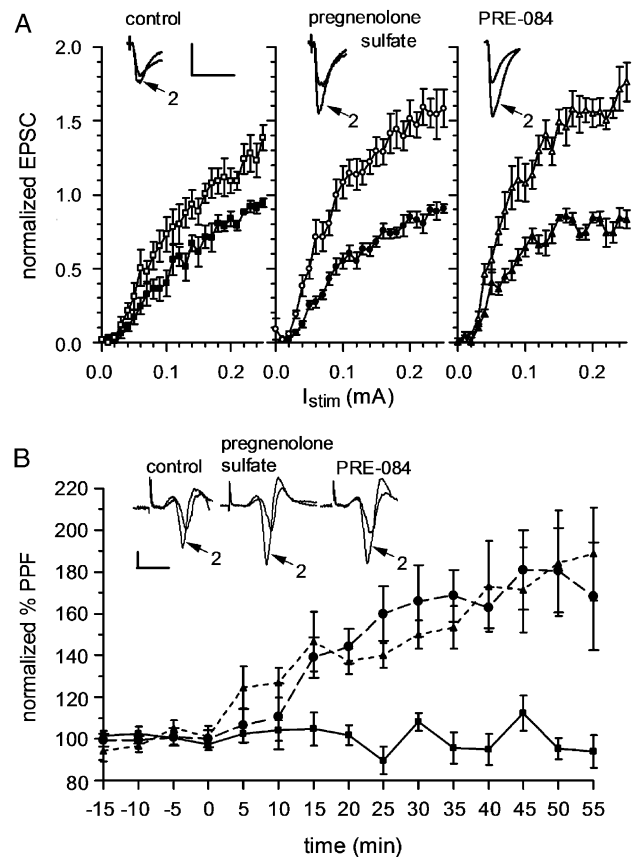 A
control
pregnenolone
sulfate
PRE-084
2
2
2
normalized EPSC
2.0
1.5
1.0
0.5
0.0
0.0 0.1 0.2
0.0 0.1 0.2
0.0 0.1 0.2
Istim (mA)
B
control
pregnenolone
sulfate
PRE-084
2
2
2
normalized % PPF
220
200
180
160
140
120
100
80
-15 -10 -5 0 5 10 15 20 25 30 35 40 45 50 55
time (min)